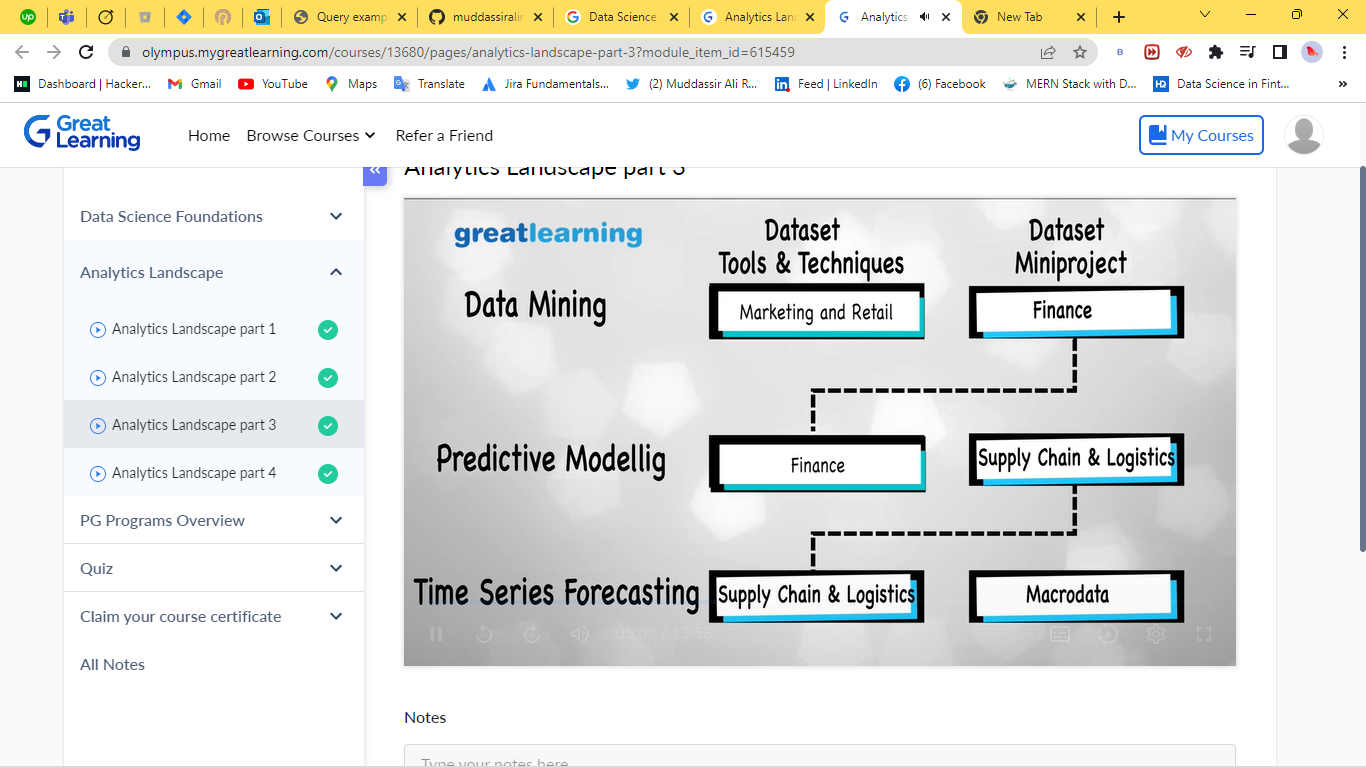 Query examp
muddassiralir
Data Science
Analytics Lan
Analytics
New Tab
olympus.mygreatlearning.com/courses/13680/pages/analytics-landscape-part-3?module_item_id=615459
Dashboard | Hacker...
Gmail
YouTube
Maps
Translate
Jira Fundamentals...
(2) Muddassir Ali R...
Feed | LinkedIn
(6) Facebook
MERN Stack with D...
Data Science in Fint...
Great
Learning
Home
Browse Courses
Refer a Friend
My Courses
Analytics Landscape part 3
Data Science Foundations
Analytics Landscape
Analytics Landscape part 1
Analytics Landscape part 2
Analytics Landscape part 3
Analytics Landscape part 4
PG Programs Overview
Quiz
Claim your course certificate
All Notes
greatlearning
Dataset
Tools & Techniques
Dataset
Miniproject
Data Mining
Marketing and Retail
Finance
Predictive Modellig
Finance
Supply Chain & Logistics
Time Series Forecasting
Supply Chain & Logistics
Macrodata
05:02 / 13:53
Notes
Type your notes here